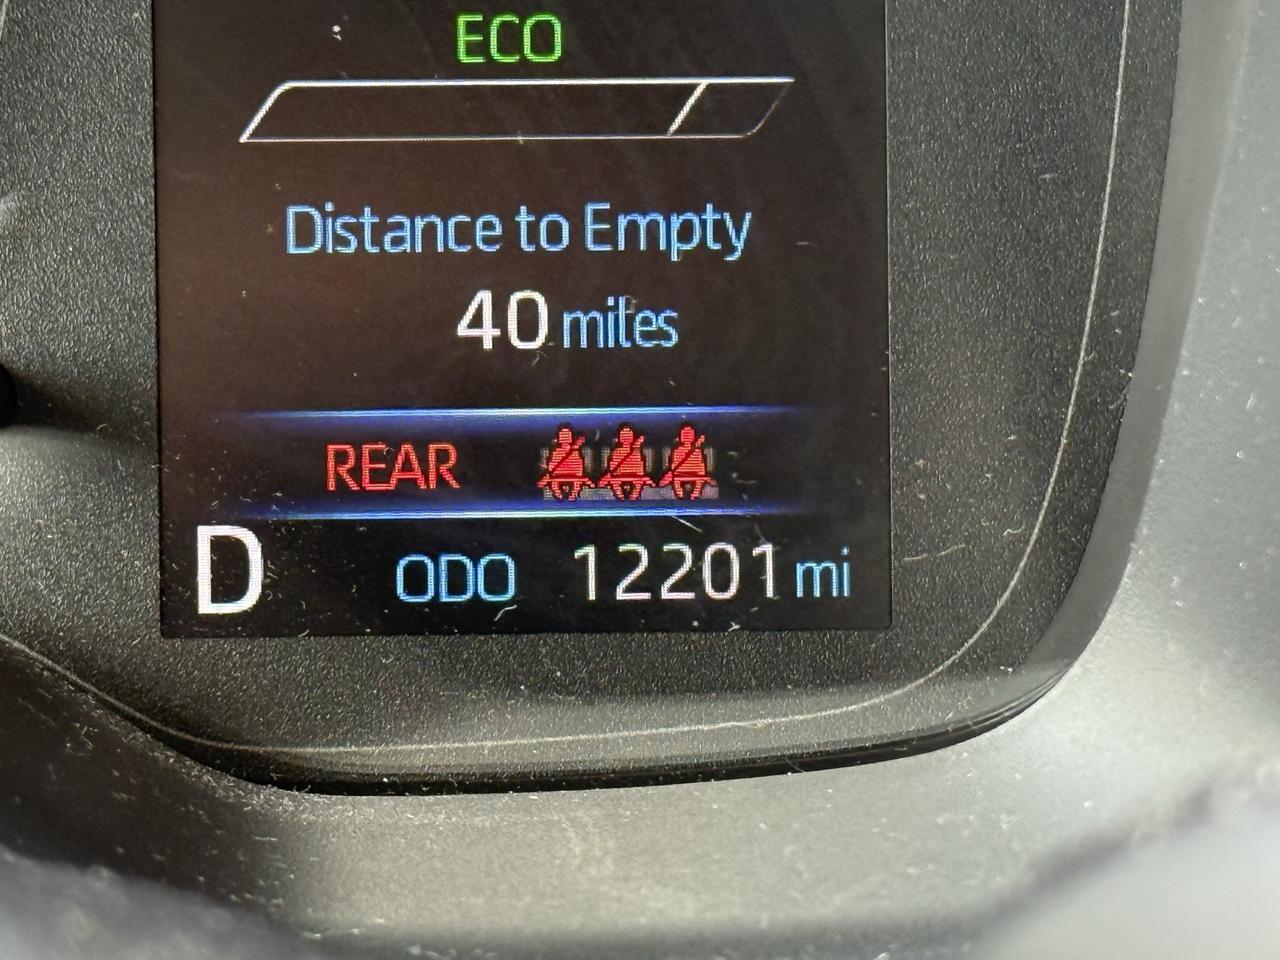 ECO
Distance to Empty
40 miles
REAR
D ODO 12201 mi